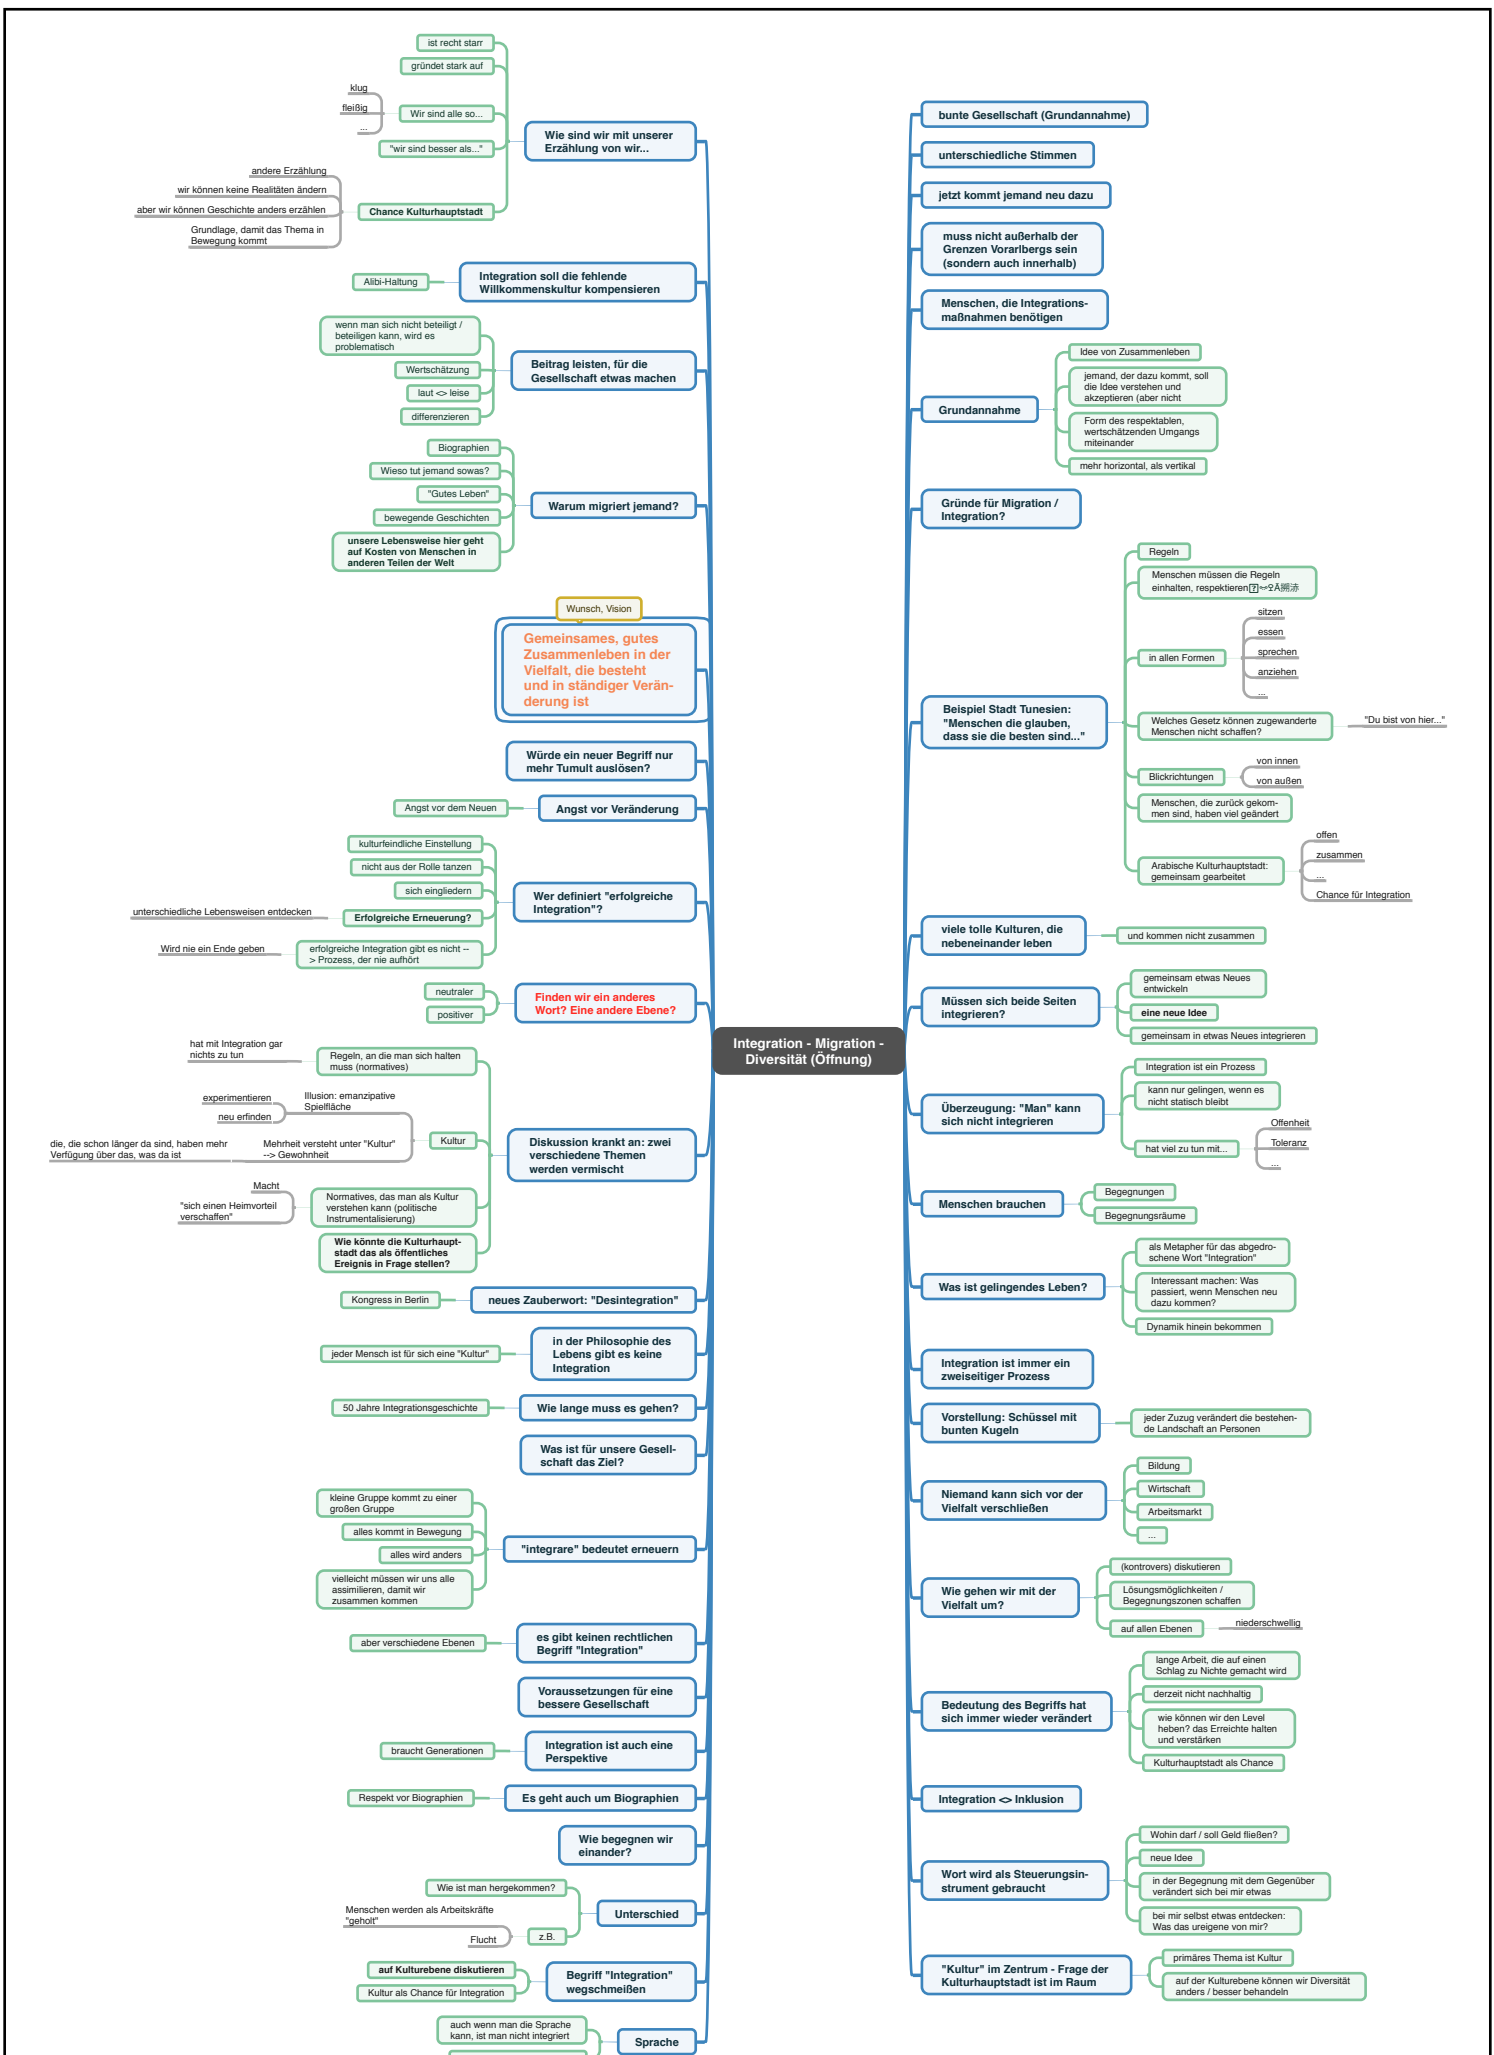 Integration - Migration -
Diversität (Öffnung)
bunte Gesellschaft (Grundannahme)
unterschiedliche Stimmen
jetzt kommt jemand neu dazu
muss nicht außerhalb der
Grenzen Vorarlbergs sein
(sondern auch innerhalb)
Menschen, die Integrations-
maßnahmen benötigen
Grundannahme
Idee von Zusammenleben
jemand, der dazu kommt, soll
die Idee verstehen und
akzeptieren (aber nicht
Form des respektablen,
wertschätzenden Umgangs
miteinander
mehr horizontal, als vertikal
Gründe für Migration /
Integration?
Beispiel Stadt Tunesien:
"Menschen die glauben,
dass sie die besten sind..."
Regeln
Menschen müssen die Regeln
einhalten, respektieren
in allen Formen
sitzen
essen
sprechen
anziehen
...
Welches Gesetz können zugewanderte
Menschen nicht schaffen?
"Du bist von hier..."
Blickrichtungen
von innen
von außen
Menschen, die zurück gekom-
men sind, haben viel geändert
Arabische Kulturhauptstadt:
gemeinsam gearbeitet
offen
zusammen
...
Chance für Integration
viele tolle Kulturen, die
nebeneinander leben
und kommen nicht zusammen
Müssen sich beide Seiten
integrieren?
gemeinsam etwas Neues
entwickeln
eine neue Idee
gemeinsam in etwas Neues integrieren
Überzeugung: "Man" kann
sich nicht integrieren
Integration ist ein Prozess
kann nur gelingen, wenn es
nicht statisch bleibt
hat viel zu tun mit...
Offenheit
Toleranz
...
Menschen brauchen
Begegnungen
Begegnungsräume
Was ist gelingendes Leben?
als Metapher für das abgedro-
schene Wort "Integration"
Interessant machen: Was
passiert, wenn Menschen neu
dazu kommen?
Dynamik hinein bekommen
Integration ist immer ein
zweiseitiger Prozess
Vorstellung: Schüssel mit
bunten Kugeln
jeder Zuzug verändert die bestehen-
de Landschaft an Personen
Niemand kann sich vor der
Vielfalt verschließen
Bildung
Wirtschaft
Arbeitsmarkt
...
Wie gehen wir mit der
Vielfalt um?
(kontrovers) diskutieren
Lösungsmöglichkeiten /
Begegnungszonen schaffen
auf allen Ebenen
niederschwellig
Bedeutung des Begriffs hat
sich immer wieder verändert
lange Arbeit, die auf einen
Schlag zu Nichte gemacht wird
derzeit nicht nachhaltig
wie können wir den Level
heben? das Erreichte halten
und verstärken
Kulturhauptstadt als Chance
Integration <> Inklusion
Wort wird als Steuerungsin-
strument gebraucht
Wohin darf / soll Geld fließen?
neue Idee
in der Begegnung mit dem Gegenüber
verändert sich bei mir etwas
bei mir selbst etwas entdecken:
Was das ureigene von mir?
"Kultur" im Zentrum - Frage der
Kulturhauptstadt ist im Raum
primäres Thema ist Kultur
auf der Kulturebene können wir Diversität
anders / besser behandeln
Wie sind wir mit unserer
Erzählung von wir...
ist recht starr
gründet stark auf
Wir sind alle so...
klug
fleißig
...
"wir sind besser als..."
Chance Kulturhauptstadt
andere Erzählung
wir können keine Realitäten ändern
aber wir können Geschichte anders erzählen
Grundlage, damit das Thema in
Bewegung kommt
Integration soll die fehlende
Willkommenskultur kompensieren
Alibi-Haltung
Beitrag leisten, für die
Gesellschaft etwas machen
wenn man sich nicht beteiligt /
beteiligen kann, wird es
problematisch
Wertschätzung
laut <> leise
differenzieren
Warum migriert jemand?
Biographien
Wieso tut jemand sowas?
"Gutes Leben"
bewegende Geschichten
unsere Lebensweise hier geht
auf Kosten von Menschen in
anderen Teilen der Welt
Wunsch, Vision
Gemeinsames, gutes
Zusammenleben in der
Vielfalt, die besteht
und in ständiger Verän-
derung ist
Würde ein neuer Begriff nur
mehr Tumult auslösen?
Angst vor Veränderung
Angst vor dem Neuen
Wer definiert "erfolgreiche
Integration"?
kulturfeindliche Einstellung
nicht aus der Rolle tanzen
sich eingliedern
Erfolgreiche Erneuerung?
unterschiedliche Lebensweisen entdecken
erfolgreiche Integration gibt es nicht --
> Prozess, der nie aufhört
Wird nie ein Ende geben
Finden wir ein anderes
Wort? Eine andere Ebene?
neutraler
positiver
Diskussion krankt an: zwei
verschiedene Themen
werden vermischt
Regeln, an die man sich halten
muss (normatives)
hat mit Integration gar
nichts zu tun
Kultur
Illusion: emanzipative
Spielfläche
experimentieren
neu erfinden
Mehrheit versteht unter "Kultur"
--> Gewohnheit
die, die schon länger da sind, haben mehr
Verfügung über das, was da ist
Normatives, das man als Kultur
verstehen kann (politische
Instrumentalisierung)
Macht
"sich einen Heimvorteil
verschaffen"
Wie könnte die Kulturhaupt-
stadt das als öffentliches
Ereignis in Frage stellen?
neues Zauberwort: "Desintegration"
Kongress in Berlin
in der Philosophie des
Lebens gibt es keine
Integration
jeder Mensch ist für sich eine "Kultur"
Wie lange muss es gehen?
50 Jahre Integrationsgeschichte
Was ist für unsere Gesell-
schaft das Ziel?
"integrare" bedeutet erneuern
kleine Gruppe kommt zu einer
großen Gruppe
alles kommt in Bewegung
alles wird anders
vielleicht müssen wir uns alle
assimilieren, damit wir
zusammen kommen
es gibt keinen rechtlichen
Begriff "Integration"
aber verschiedene Ebenen
Voraussetzungen für eine
bessere Gesellschaft
Integration ist auch eine
Perspektive
braucht Generationen
Es geht auch um Biographien
Respekt vor Biographien
Wie begegnen wir
einander?
Unterschied
Wie ist man hergekommen?
z.B.
Menschen werden als Arbeitskräfte
"geholt"
Flucht
Begriff "Integration"
wegschmeißen
auf Kulturebene diskutieren
Kultur als Chance für Integration
Sprache
auch wenn man die Sprache
kann, ist man nicht integriert